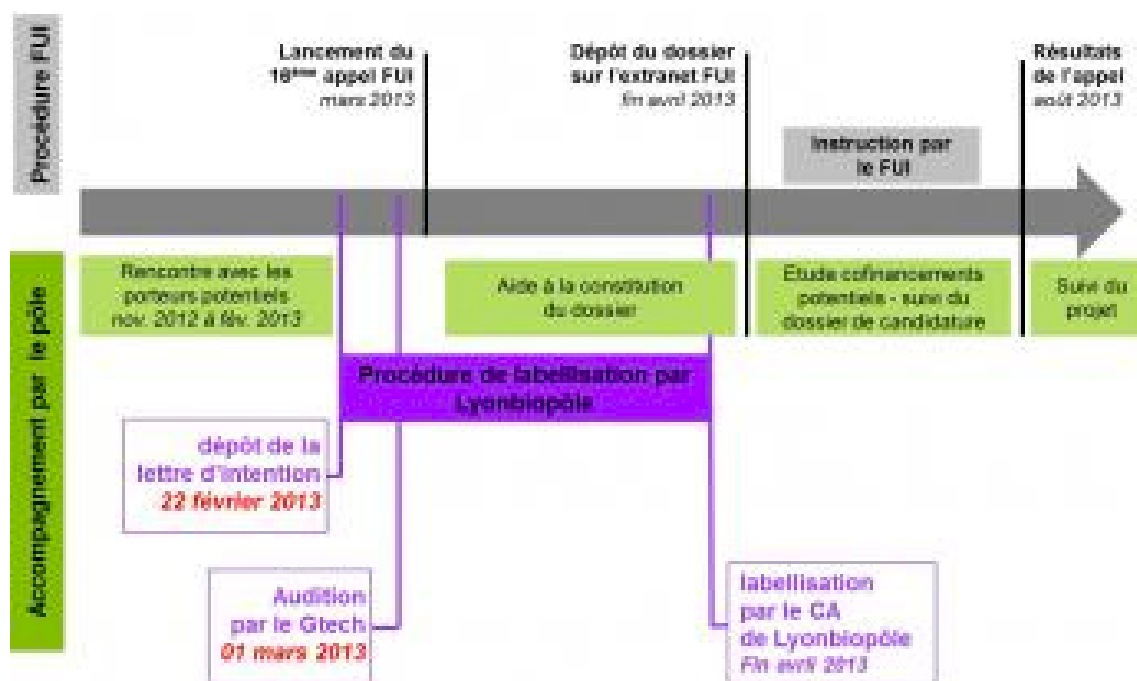 Procédure FUI
Lancement du
16ème appel FUI
mars 2013
Dépôt du dossier
sur l'extranet FUI
fin avril 2013
Résultats
de l'appel
août 2013
Instruction par
le FUI
Accompagnement par le pôle
Rencontre avec les
porteurs potentiels
nov. 2012 à fév. 2013
Aide à la constitution
du dossier
Etude cofinancements
potentiels - suivi du
dossier de candidature
Suivi du
projet
Procédure de labellisation par
Lyonbiopôle
dépôt de la
lettre d'intention
22 février 2013
Audition
par le Gtech
01 mars 2013
labellisation
par le CA
de Lyonbiopôle
Fin avril 2013